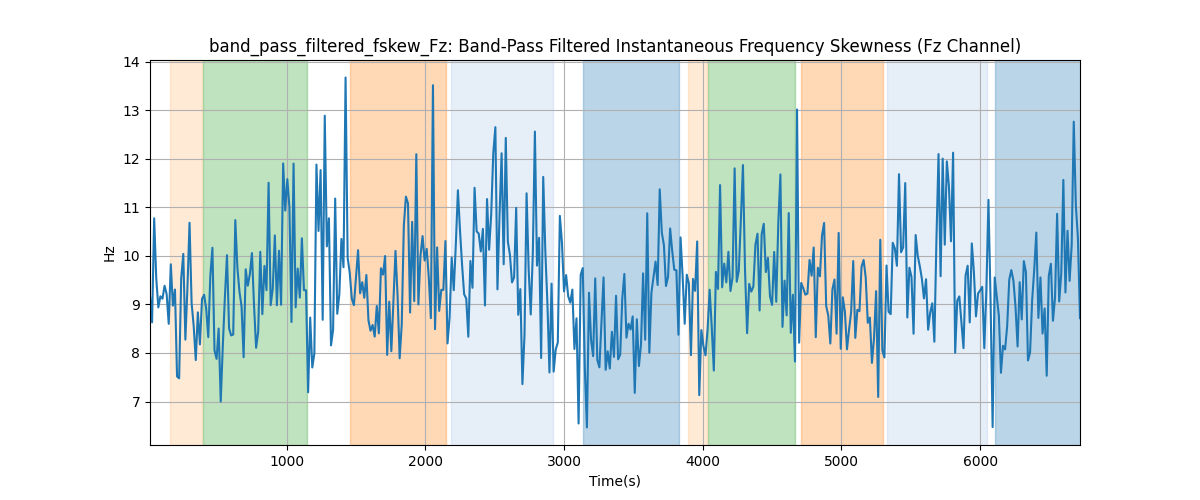 band_pass_filtered_fskew_Fz: Band-Pass Filtered Instantaneous Frequency Skewness (Fz Channel)
14
13
12
11
10
9
8
7
Hz
1000 2000 3000 4000 5000 6000
Time(s)